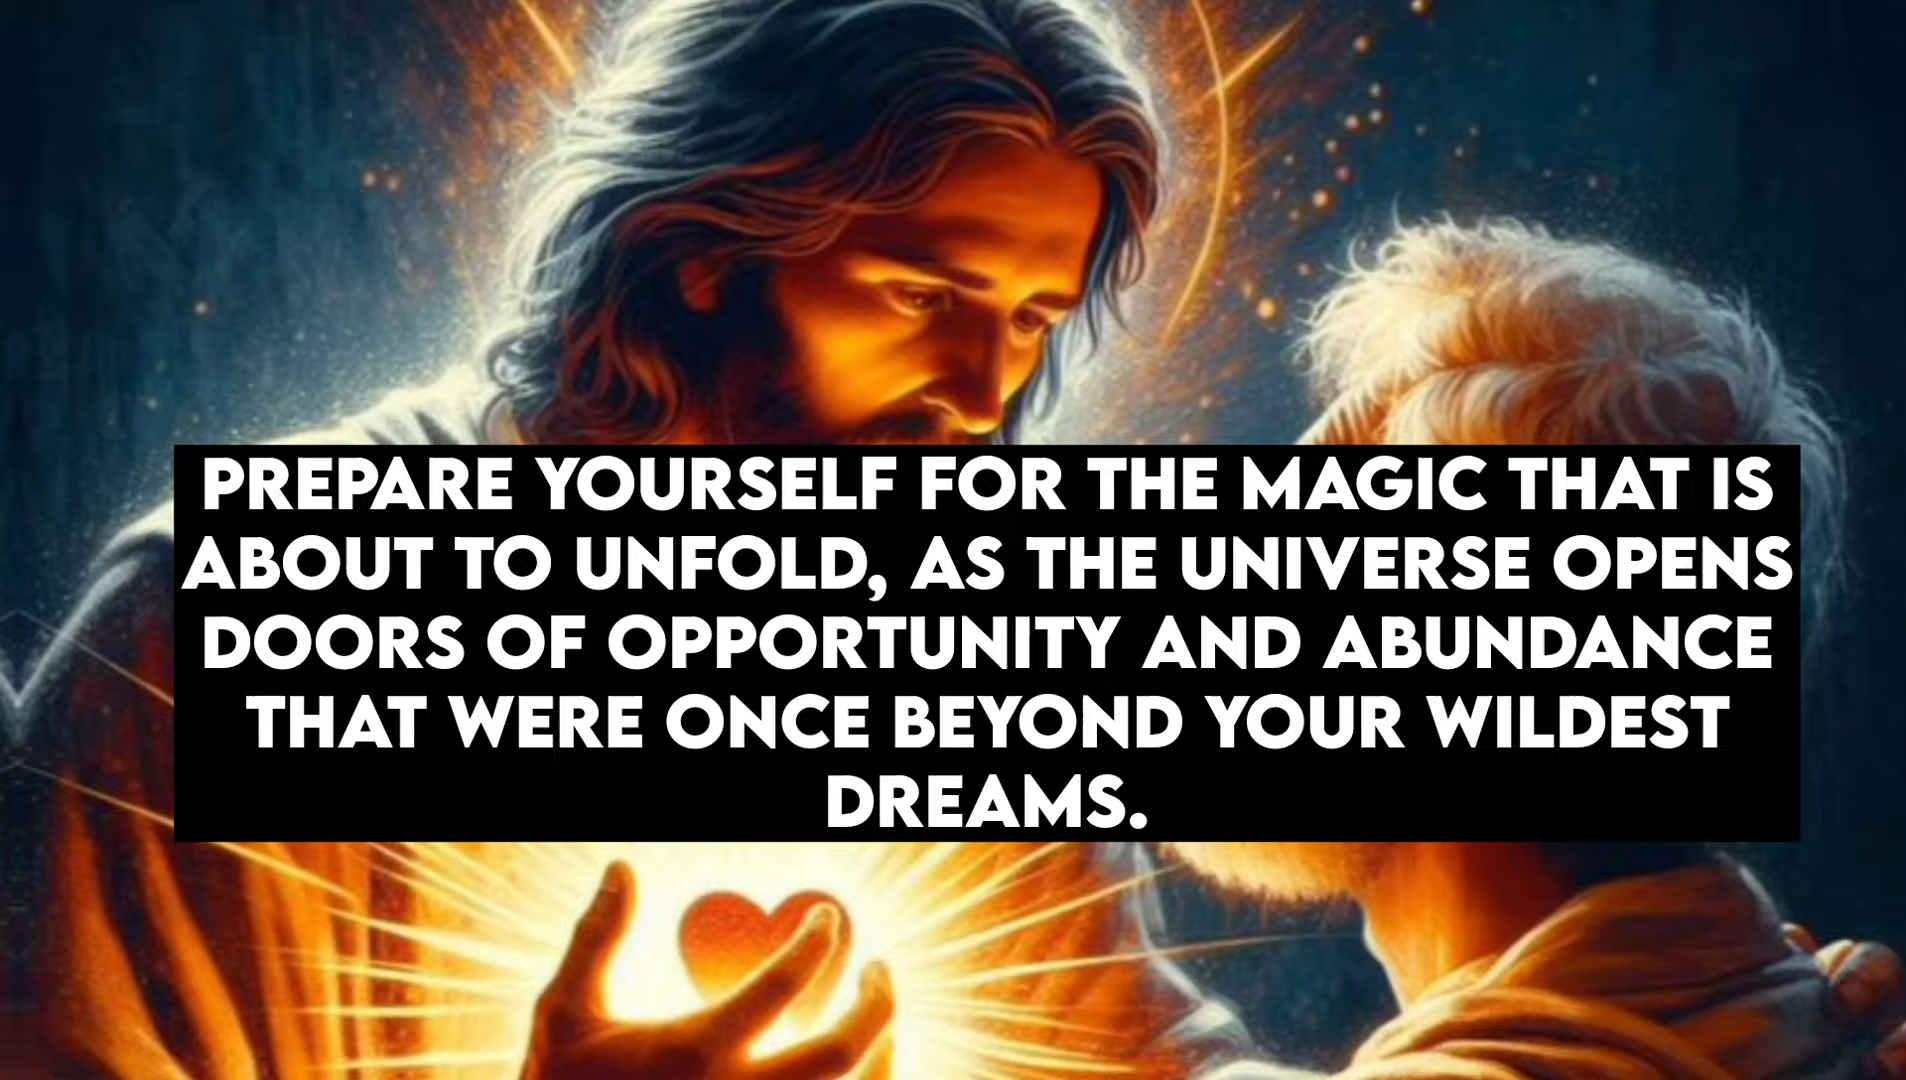 PREPARE YOURSELF FOR THE MAGIC THAT IS
ABOUT TO UNFOLD, AS THE UNIVERSE OPENS
DOORS OF OPPORTUNITY AND ABUNDANCE
THAT WERE ONCE BEYOND YOUR WILDEST
DREAMS.